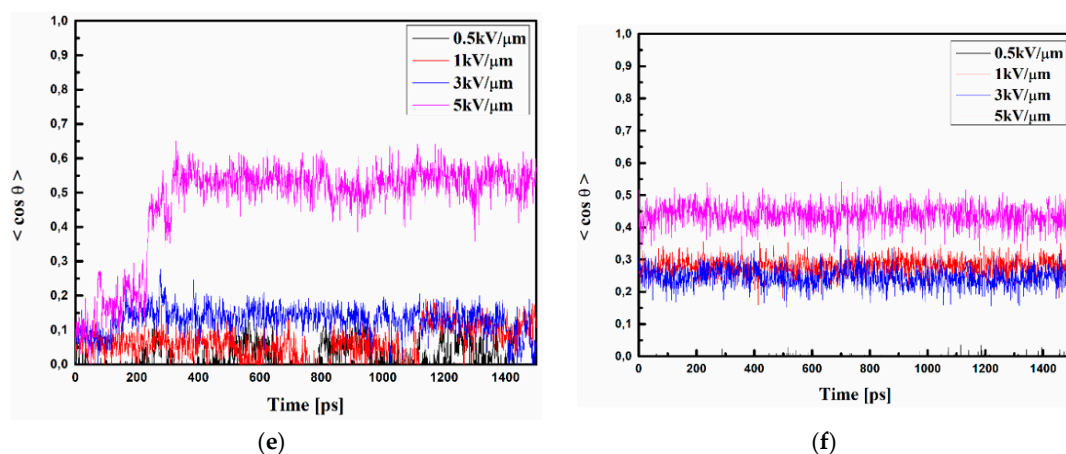 1,0
0,9
0,8
0,7
0,6
0,5
0,4
0,3
0,2
0,1
0,0
< cos θ >
0.5kV/μm
1kV/μm
3kV/μm
5kV/μm
0 200 400 600 800 1000 1200 1400
Time [ps]
(e)
1,0
0,9
0,8
0,7
0,6
0,5
0,4
0,3
0,2
0,1
0,0
< cos θ >
0.5kV/μm
1kV/μm
3kV/μm
5kV/μm
0 200 400 600 800 1000 1200 1400
Time [ps]
(f)